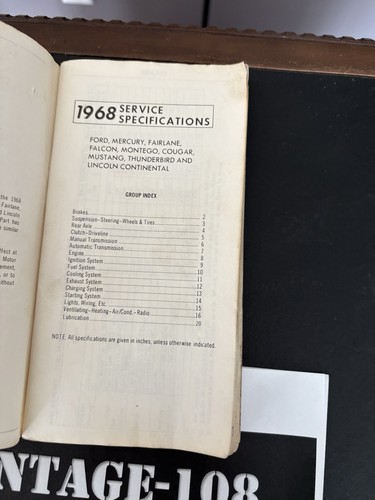 the 1968
Fairlane,
Lincoln
Part has
similar
ffect at
Motor
ement,
, or to
ithout
1968 SERVICE
SPECIFICATIONS
FORD, MERCURY, FAIRLANE,
FALCON, MONTEGO, COUGAR,
MUSTANG, THUNDERBIRD AND
LINCOLN CONTINENTAL
GROUP INDEX
Brakes 2
Suspension–Steering–Wheels & Tires 3
Rear Axle 4
Clutch–Driveline 5
Manual Transmission 6
Automatic Transmission 7
Engine 8
Ignition System 9
Fuel System 10
Cooling System 11
Exhaust System 12
Charging System 13
Starting System 14
Lights, Wiring, Etc. 15
Ventilating–Heating–Air/Cond.–Radio 16
Lubrication 20
NOTE: All specifications are given in inches, unless otherwise indicated.
NTAGE-108